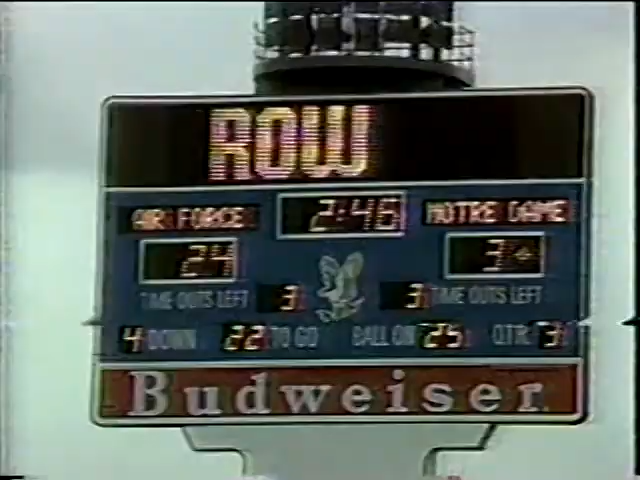 ROW
AIR FORCE 2:46 NOTRE DAME
24 3
TIME OUTS LEFT 3 3 TIME OUTS LEFT
4 DOWN 22 TO GO BALL ON 25 QTR 3
Budweiser